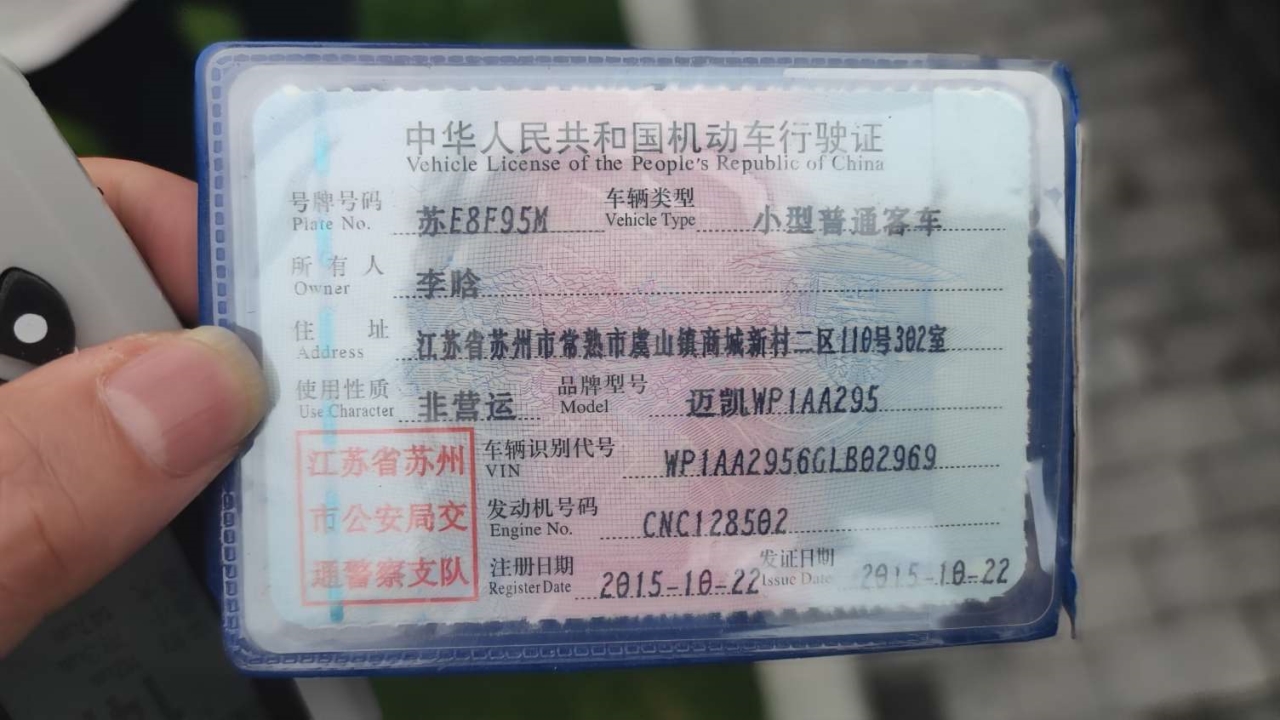 中华人民共和国机动车行驶证
Vehicle License of the People's Republic of China
号牌号码 苏E8F95M 车辆类型 小型普通客车
Plate No. Vehicle Type
所有人 李晗
Owner
住址 江苏省苏州市常熟市虞山镇商城新村二区110号302室
Address
使用性质 非营运 品牌型号 迈凯WP1AA295
Use Character Model
江苏省苏州
市公安局交
通警察支队
车辆识别代号 WP1AA2956GLB02969
VIN
发动机号码 CNC128502
Engine No.
注册日期 2015-10-22 发证日期 2015-10-22
Register Date Issue Date